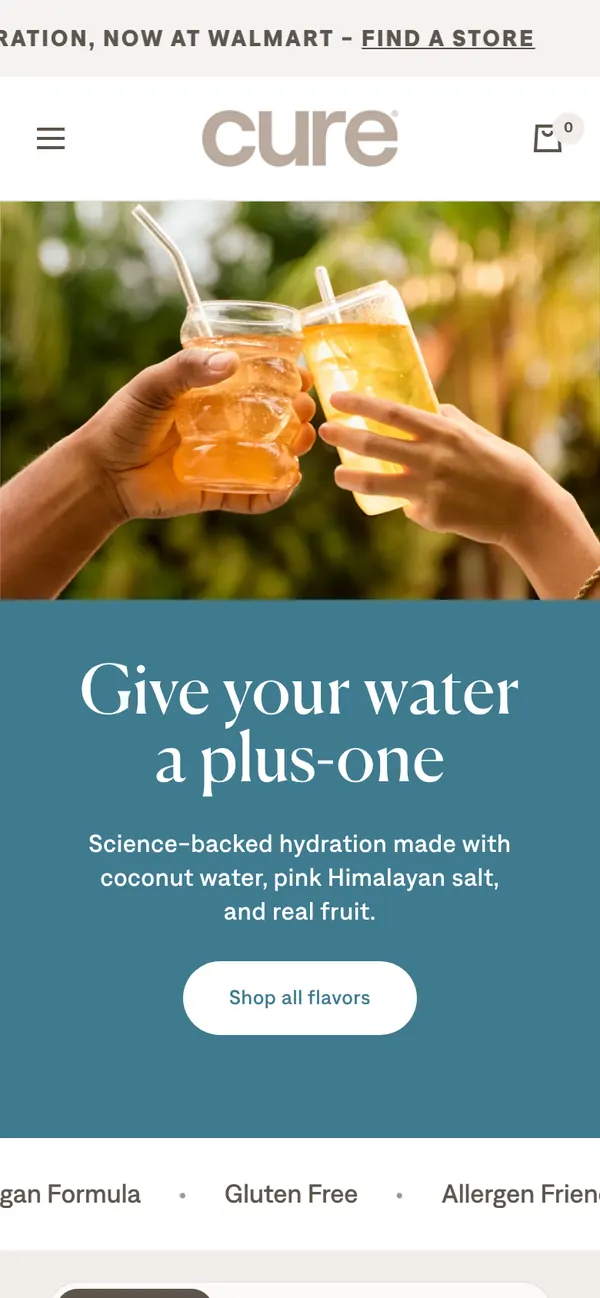 RATION, NOW AT WALMART – FIND A STORE
cure
0
Give your water
a plus-one
Science-backed hydration made with
coconut water, pink Himalayan salt,
and real fruit.
Shop all flavors
gan Formula • Gluten Free • Allergen Frien